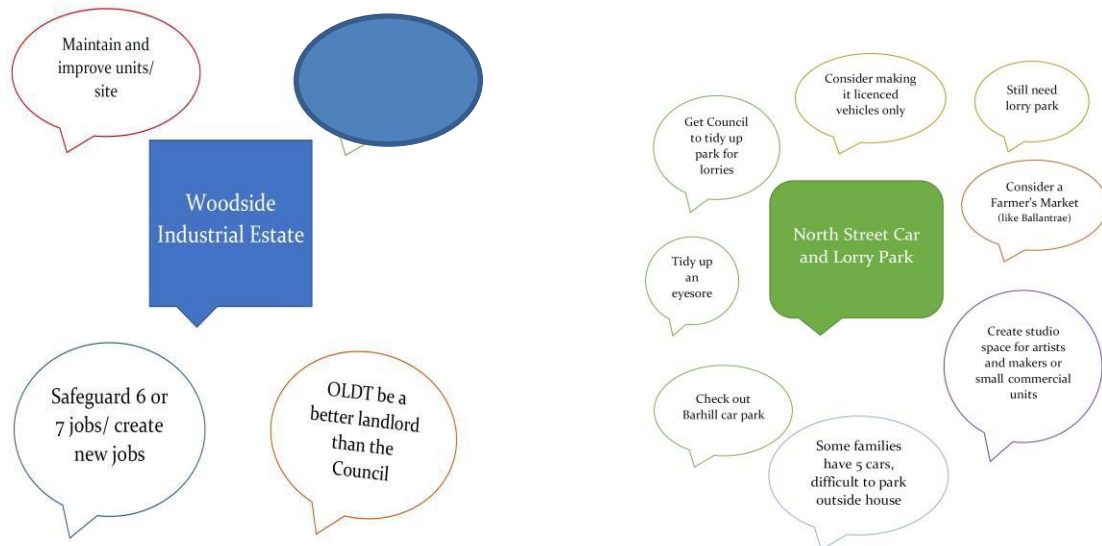 Maintain and
improve units/
site
Woodside
Industrial Estate
Safeguard 6 or
7 jobs/ create
new jobs
OLDT be a
better landlord
than the
Council
Consider making
it licenced
vehicles only
Still need
lorry park
Get Council
to tidy up
park for
lorries
Consider a
Farmer's Market
(like Ballantrae)
North Street Car
and Lorry Park
Tidy up
an
eyesore
Create studio
space for artists
and makers or
small commercial
units
Check out
Barhill car park
Some families
have 5 cars,
difficult to park
outside house